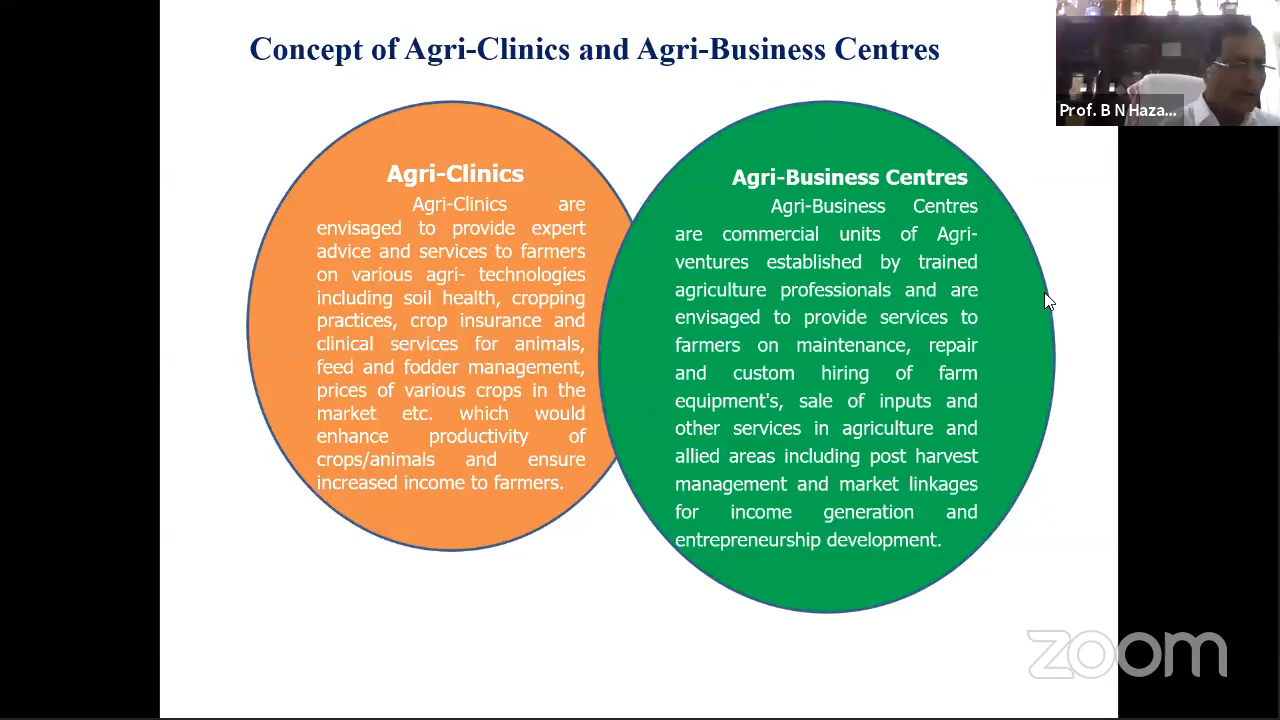 Concept of Agri-Clinics and Agri-Business Centres
Prof. B N Haza...
Agri-Clinics
Agri-Clinics are
envisaged to provide expert
advice and services to farmers
on various agri- technologies
including soil health, cropping
practices, crop insurance and
clinical services for animals,
feed and fodder management,
prices of various crops in the
market etc. which would
enhance productivity of
crops/animals and ensure
increased income to farmers.
Agri-Business Centres
Agri-Business Centres
are commercial units of Agri-
ventures established by trained
agriculture professionals and are
envisaged to provide services to
farmers on maintenance, repair
and custom hiring of farm
equipment's, sale of inputs and
other services in agriculture and
allied areas including post harvest
management and market linkages
for income generation and
entrepreneurship development.
zoom